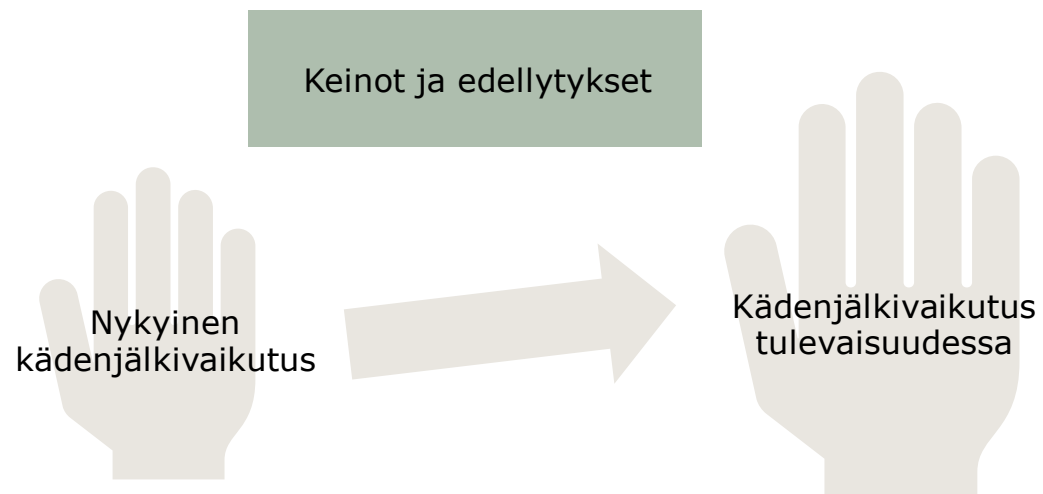 Keinot ja edellytykset
Nykyinen
kädenjälkivaikutus
Kädenjälkivaikutus
tulevaisuudessa